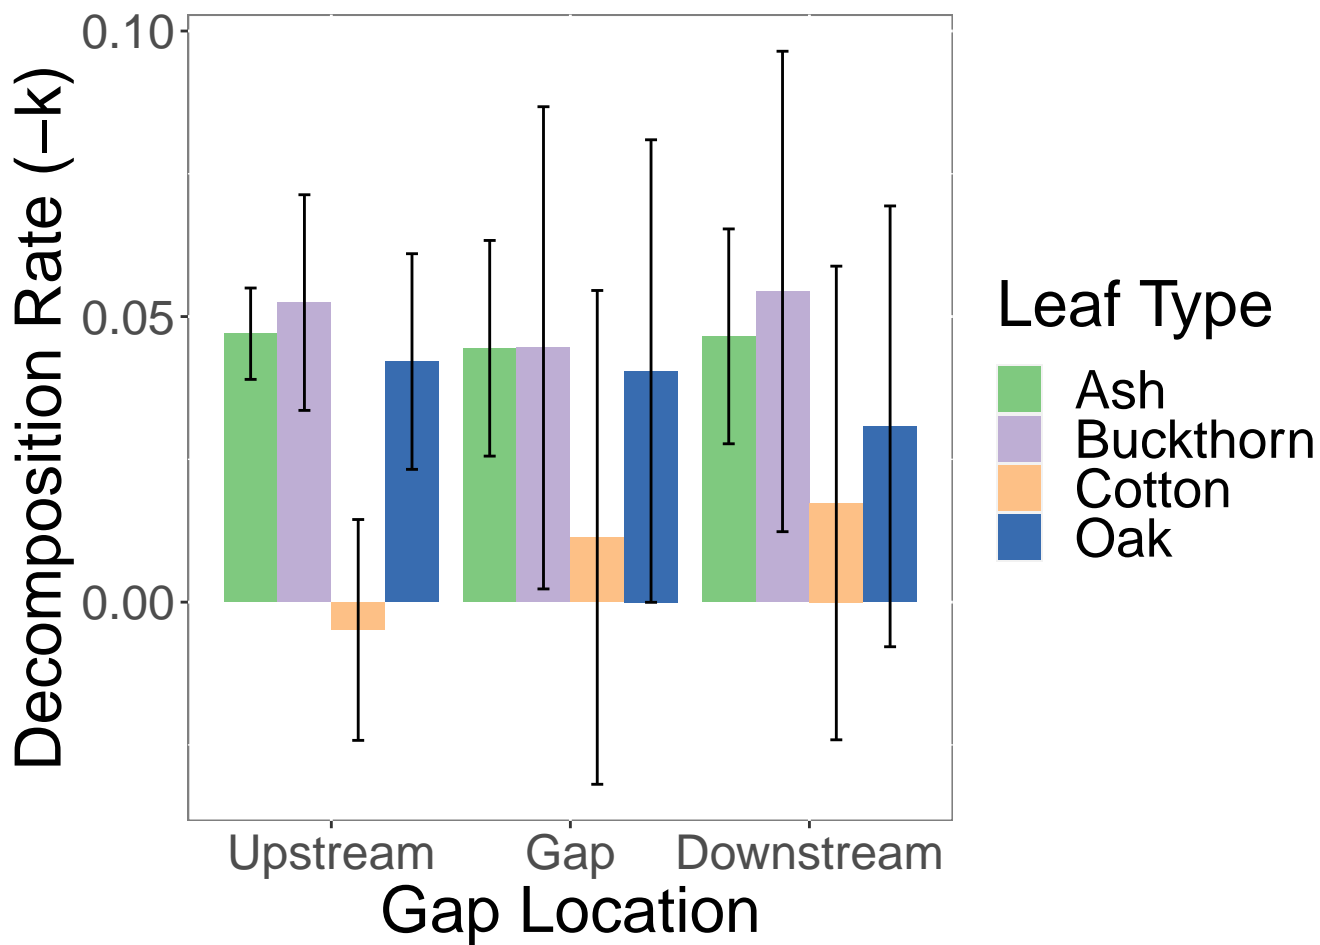 Decomposition Rate (−k)
0.10
0.05
0.00
Upstream Gap Downstream
Gap Location
Leaf Type
Ash
Buckthorn
Cotton
Oak